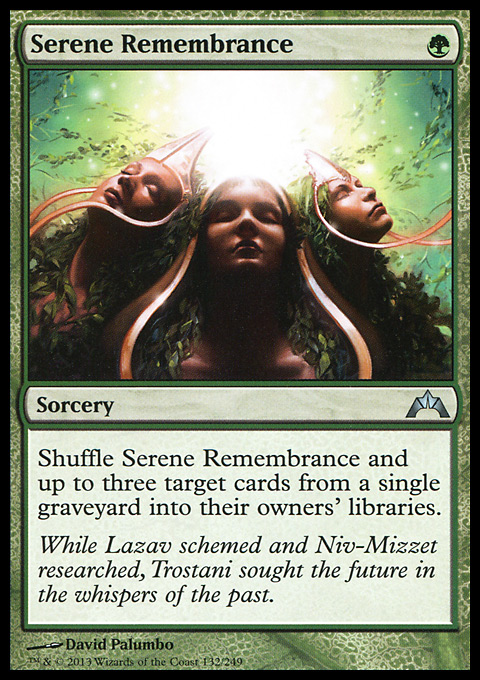 Serene Remembrance
Sorcery
Shuffle Serene Remembrance and
up to three target cards from a single
graveyard into their owners' libraries.
While Lazav schemed and Niv-Mizzet
researched, Trostani sought the future in
the whispers of the past.
David Palumbo
™ & © 2013 Wizards of the Coast 132/249